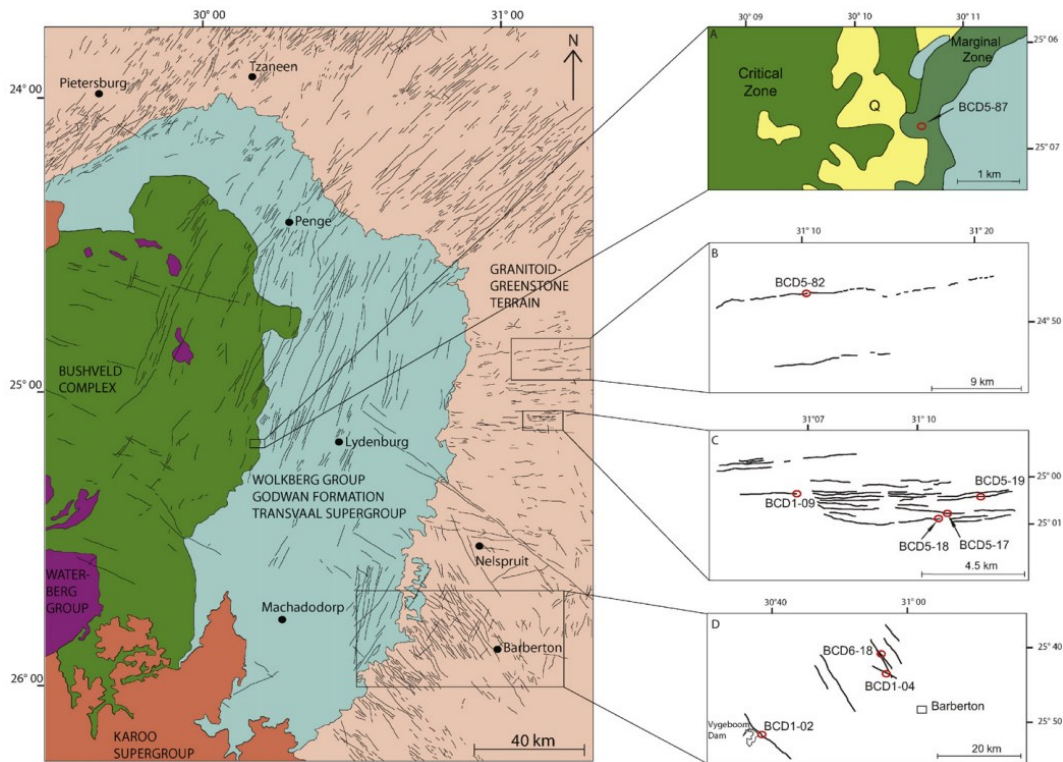 30° 00'
31° 00
Tzaneen
N
Pietersburg
24° 00'
Penge
GRANITOID-
GREENSTONE
TERRAIN
25° 00'
BUSHVELD
COMPLEX
Lydenburg
WOLKBERG GROUP
GODWAN FORMATION
TRANSVAAL SUPERGROUP
Nelspruit
WATER-
BERG
GROUP
Machadodorp
Barberton
26° 00'
KAROO
SUPERGROUP
40 km
30° 09
30° 10
30° 11
A
25° 06
Marginal
Zone
Critical
Zone
Q
BCD5-87
25° 07
1 km
31° 10
31° 20
B
BCD5-82
24° 50
9 km
31° 07
31° 10
C
BCD5-19
25° 00
BCD1-09
25° 01
BCD5-18
BCD5-17
4.5 km
30° 40
31° 00
D
BCD6-18
25° 40
BCD1-04
Barberton
BCD1-02
25° 50
Vygeboom
Dam
20 km